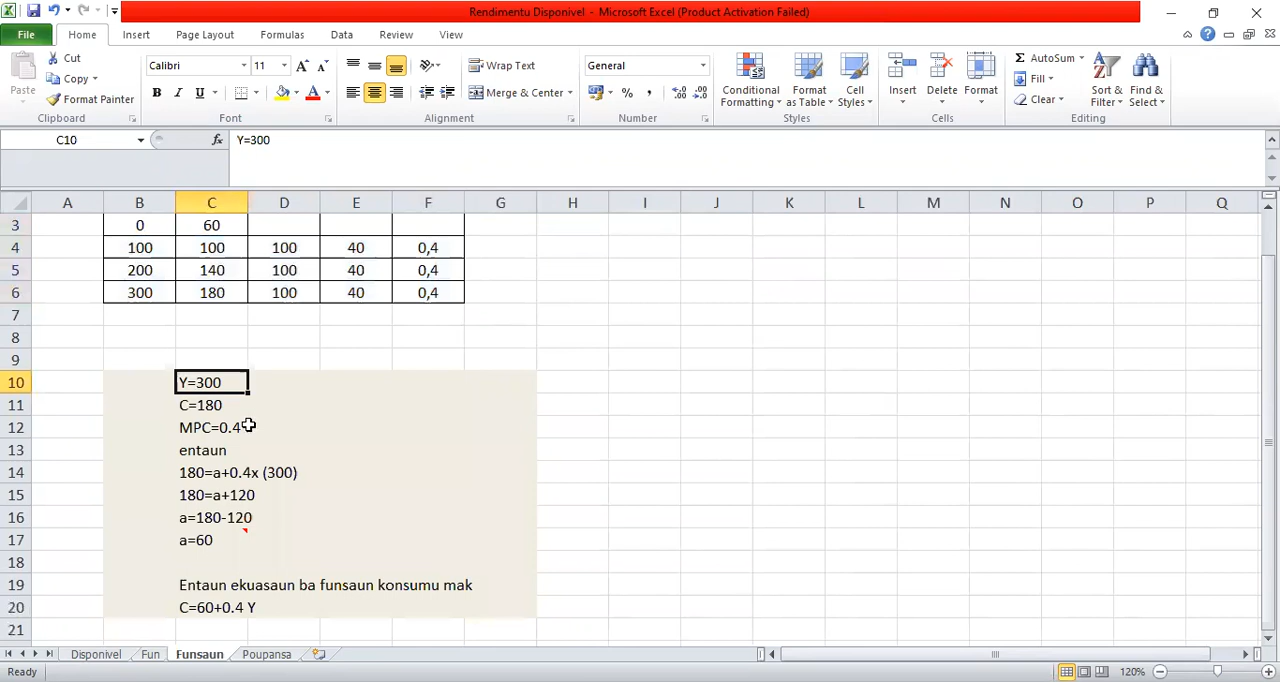 Rendimentu Disponivel - Microsoft Excel (Product Activation Failed)
File Home Insert Page Layout Formulas Data Review View
Paste Cut Copy Format Painter Clipboard
Calibri 11 A A B I U A Font
Wrap Text Merge & Center Alignment
General % , Number
Conditional Formatting Format as Table Cell Styles Styles
Insert Delete Format Cells
Σ AutoSum Fill Clear Sort & Filter Find & Select Editing
C10 fx Y=300
A B C D E F G H I J K L M N O P Q
3 0 60
4 100 100 100 40 0,4
5 200 140 100 40 0,4
6 300 180 100 40 0,4
7
8
9
10 Y=300
11 C=180
12 MPC=0.4
13 entaun
14 180=a+0.4x (300)
15 180=a+120
16 a=180-120
17 a=60
18
19 Entaun ekuasaun ba funsaun konsumu mak
20 C=60+0.4 Y
21
Disponivel Fun Funsaun Poupansa
Ready 120%